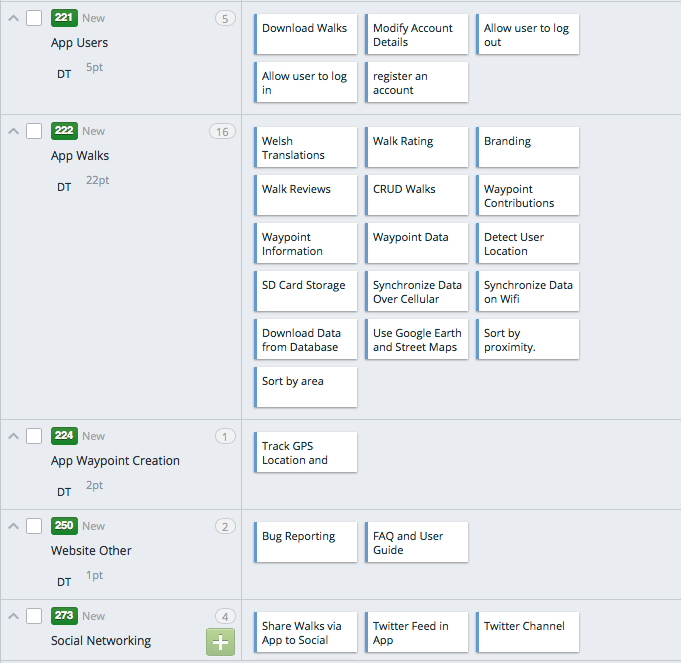 221 New 5
App Users
DT 5pt
Download Walks
Modify Account
Details
Allow user to log
out
Allow user to log
in
register an
account
222 New 16
App Walks
DT 22pt
Welsh
Translations
Walk Rating
Branding
Walk Reviews
CRUD Walks
Waypoint
Contributions
Waypoint
Information
Waypoint Data
Detect User
Location
SD Card Storage
Synchronize Data
Over Cellular
Synchronize Data
on Wifi
Download Data
from Database
Use Google Earth
and Street Maps
Sort by
proximity.
Sort by area
224 New 1
App Waypoint Creation
DT 2pt
Track GPS
Location and
250 New 2
Website Other
DT 1pt
Bug Reporting
FAQ and User
Guide
273 New 4
Social Networking
Share Walks via
App to Social
Twitter Feed in
App
Twitter Channel